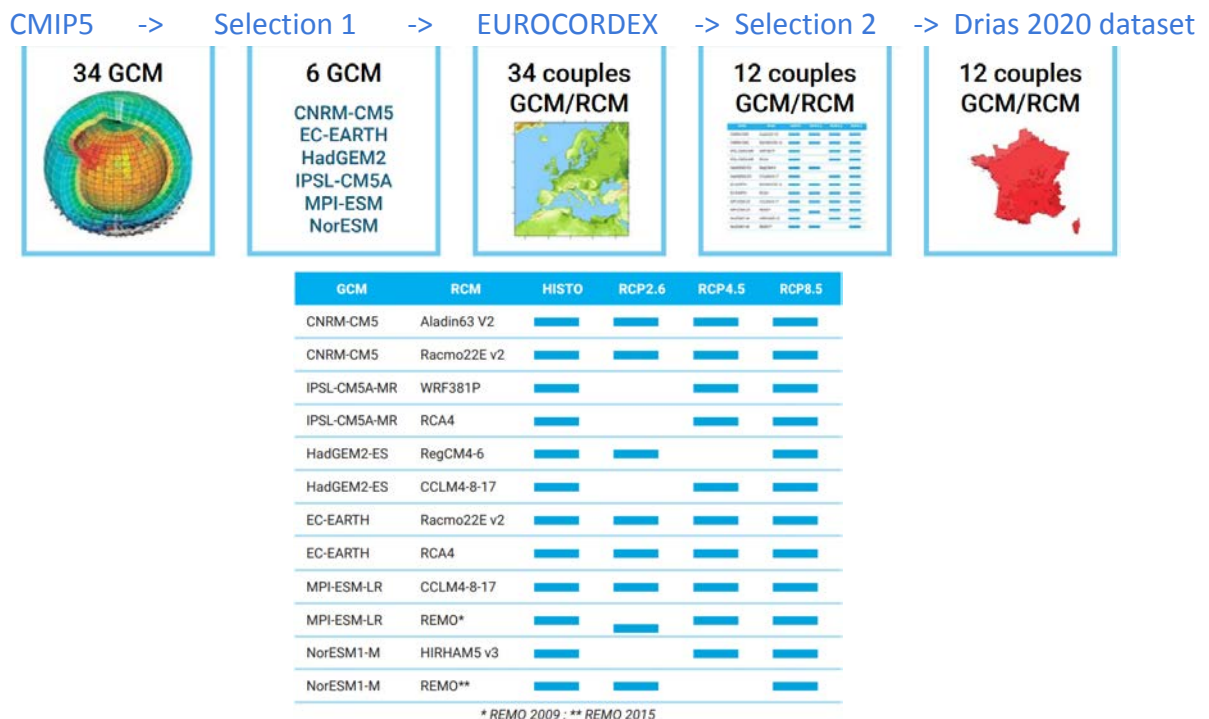 CMIP5 -> Selection 1 -> EUROCORDEX -> Selection 2 -> Drias 2020 dataset
34 GCM
6 GCM
CNRM-CM5
EC-EARTH
HadGEM2
IPSL-CM5A
MPI-ESM
NorESM
34 couples
GCM/RCM
12 couples
GCM/RCM
12 couples
GCM/RCM
GCM RCM HISTO RCP2.6 RCP4.5 RCP8.5
CNRM-CM5 Aladin63 V2
CNRM-CM5 Racmo22E v2
IPSL-CM5A-MR WRF381P
IPSL-CM5A-MR RCA4
HadGEM2-ES RegCM4-6
HadGEM2-ES CCLM4-8-17
EC-EARTH Racmo22E v2
EC-EARTH RCA4
MPI-ESM-LR CCLM4-8-17
MPI-ESM-LR REMO*
NorESM1-M HIRHAM5 v3
NorESM1-M REMO**
* REMO 2009 ; ** REMO 2015